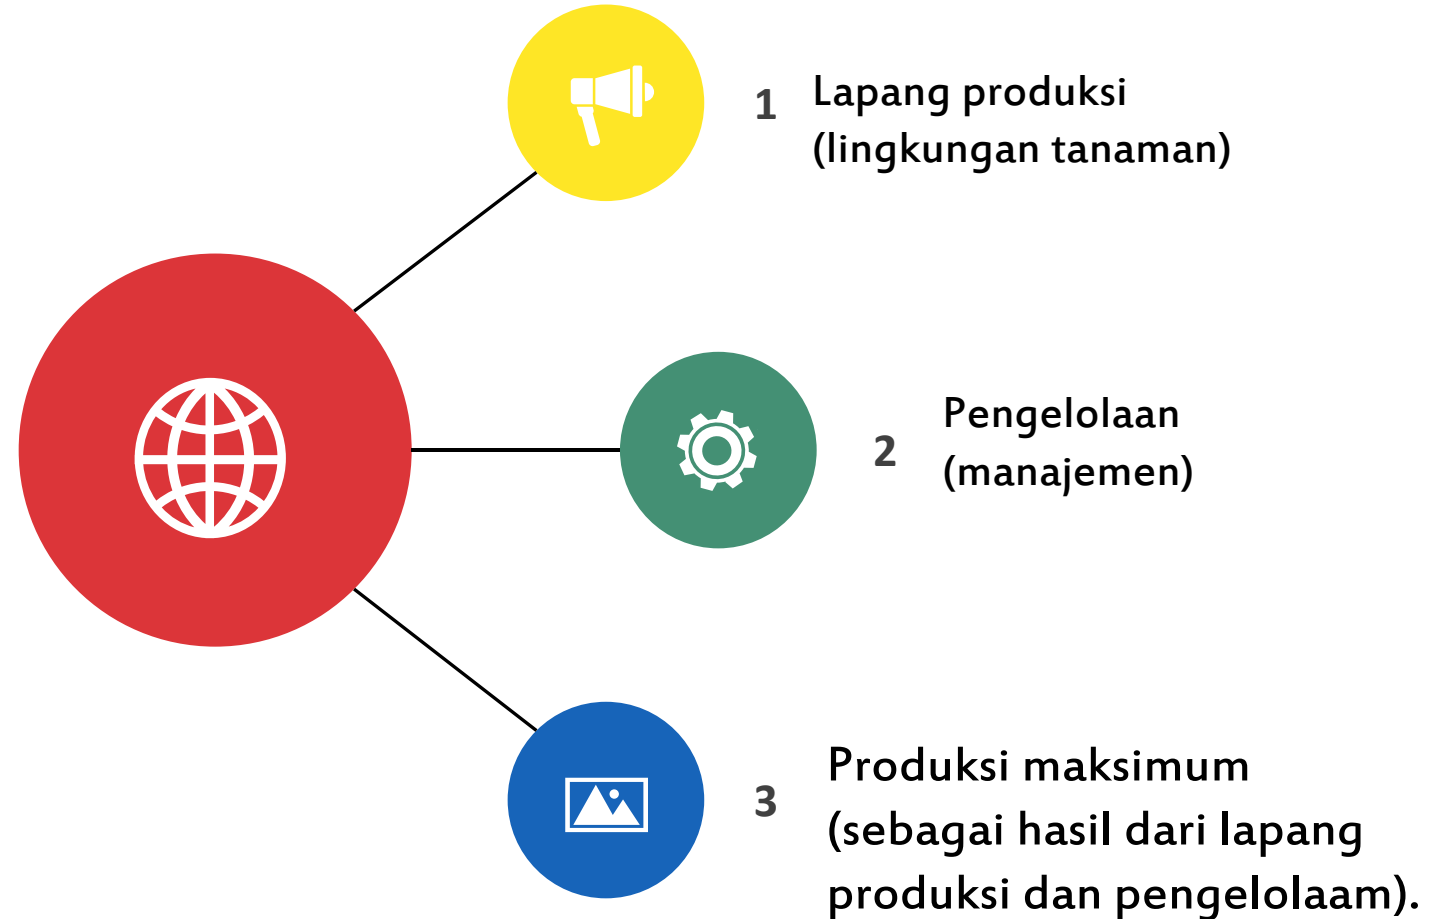 1 Lapang produksi
(lingkungan tanaman)
2 Pengelolaan
(manajemen)
3 Produksi maksimum
(sebagai hasil dari lapang
produksi dan pengelolaam).